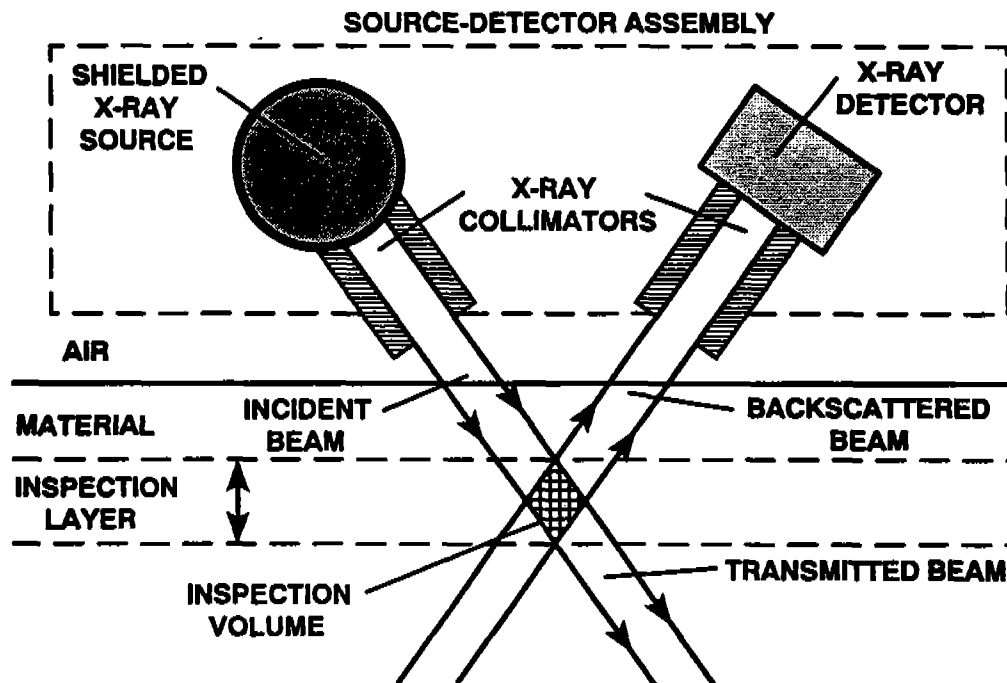 SOURCE-DETECTOR ASSEMBLY
SHIELDED
X-RAY
SOURCE
X-RAY
DETECTOR
X-RAY
COLLIMATORS
AIR
INCIDENT
BEAM
BACKSCATTERED
BEAM
MATERIAL
INSPECTION
LAYER
INSPECTION
VOLUME
TRANSMITTED BEAM